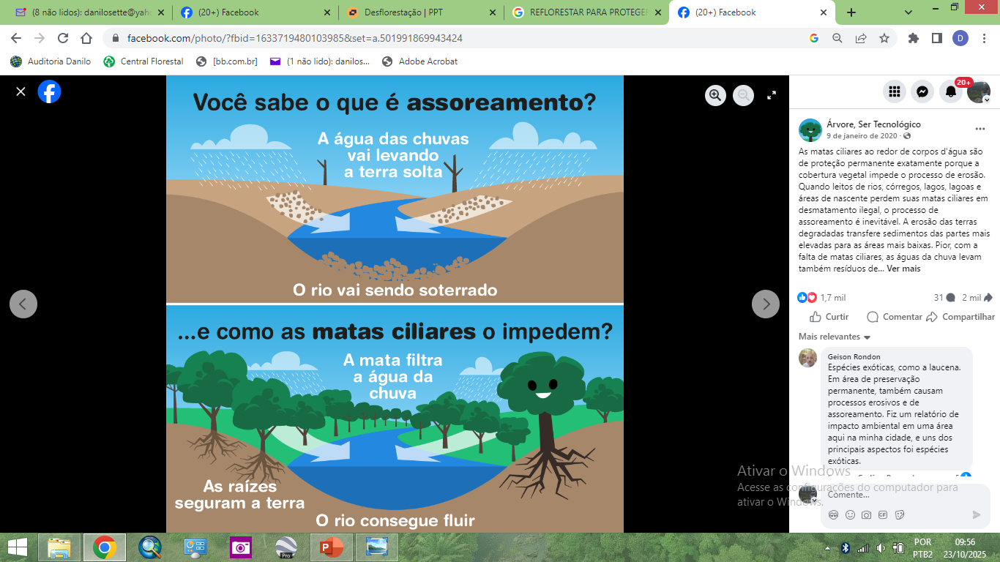 (8 não lidos): danilosette@yaho
(20+) Facebook
Desflorestação | PPT
REFLORESTAR PARA PROTEGER
(20+) Facebook
facebook.com/photo/?fbid=1633719480103985&set=a.501991869943424
D
Auditoria Danilo
Central Florestal
[bb.com.br]
(1 não lido): danilos...
Adobe Acrobat
Você sabe o que é assoreamento?
A água das chuvas
vai levando
a terra solta
O rio vai sendo soterrado
...e como as matas ciliares o impedem?
A mata filtra
a água da
chuva
As raízes
seguram a terra
O rio consegue fluir
20+
Árvore, Ser Tecnológico
9 de janeiro de 2020 ·
As matas ciliares ao redor de corpos d'água são
de proteção permanente exatamente porque a
cobertura vegetal impede o processo de erosão.
Quando leitos de rios, córregos, lagos, lagoas e
áreas de nascente perdem suas matas ciliares em
desmatamento ilegal, o processo de
assoreamento é inevitável. A erosão das terras
degradadas transfere sedimentos das partes mais
elevadas para as áreas mais baixas. Pior, com a
falta de matas ciliares, as águas da chuva levam
também resíduos de... Ver mais
1,7 mil
31
2 mil
Curtir
Comentar
Compartilhar
Mais relevantes
Geison Rondon
Espécies exóticas, como a laucena.
Em área de preservação
permanente, também causam
processos erosivos e de
assoreamento. Fiz um relatório de
impacto ambiental em uma área
aqui na minha cidade, e uns dos
principais aspectos foi espécies
exóticas.
Comente...
GIF
Ativar o Windows
Acesse as configurações do computador para
ativar o Windows.
Pro
P
POR
PTB2
09:56
23/10/2025